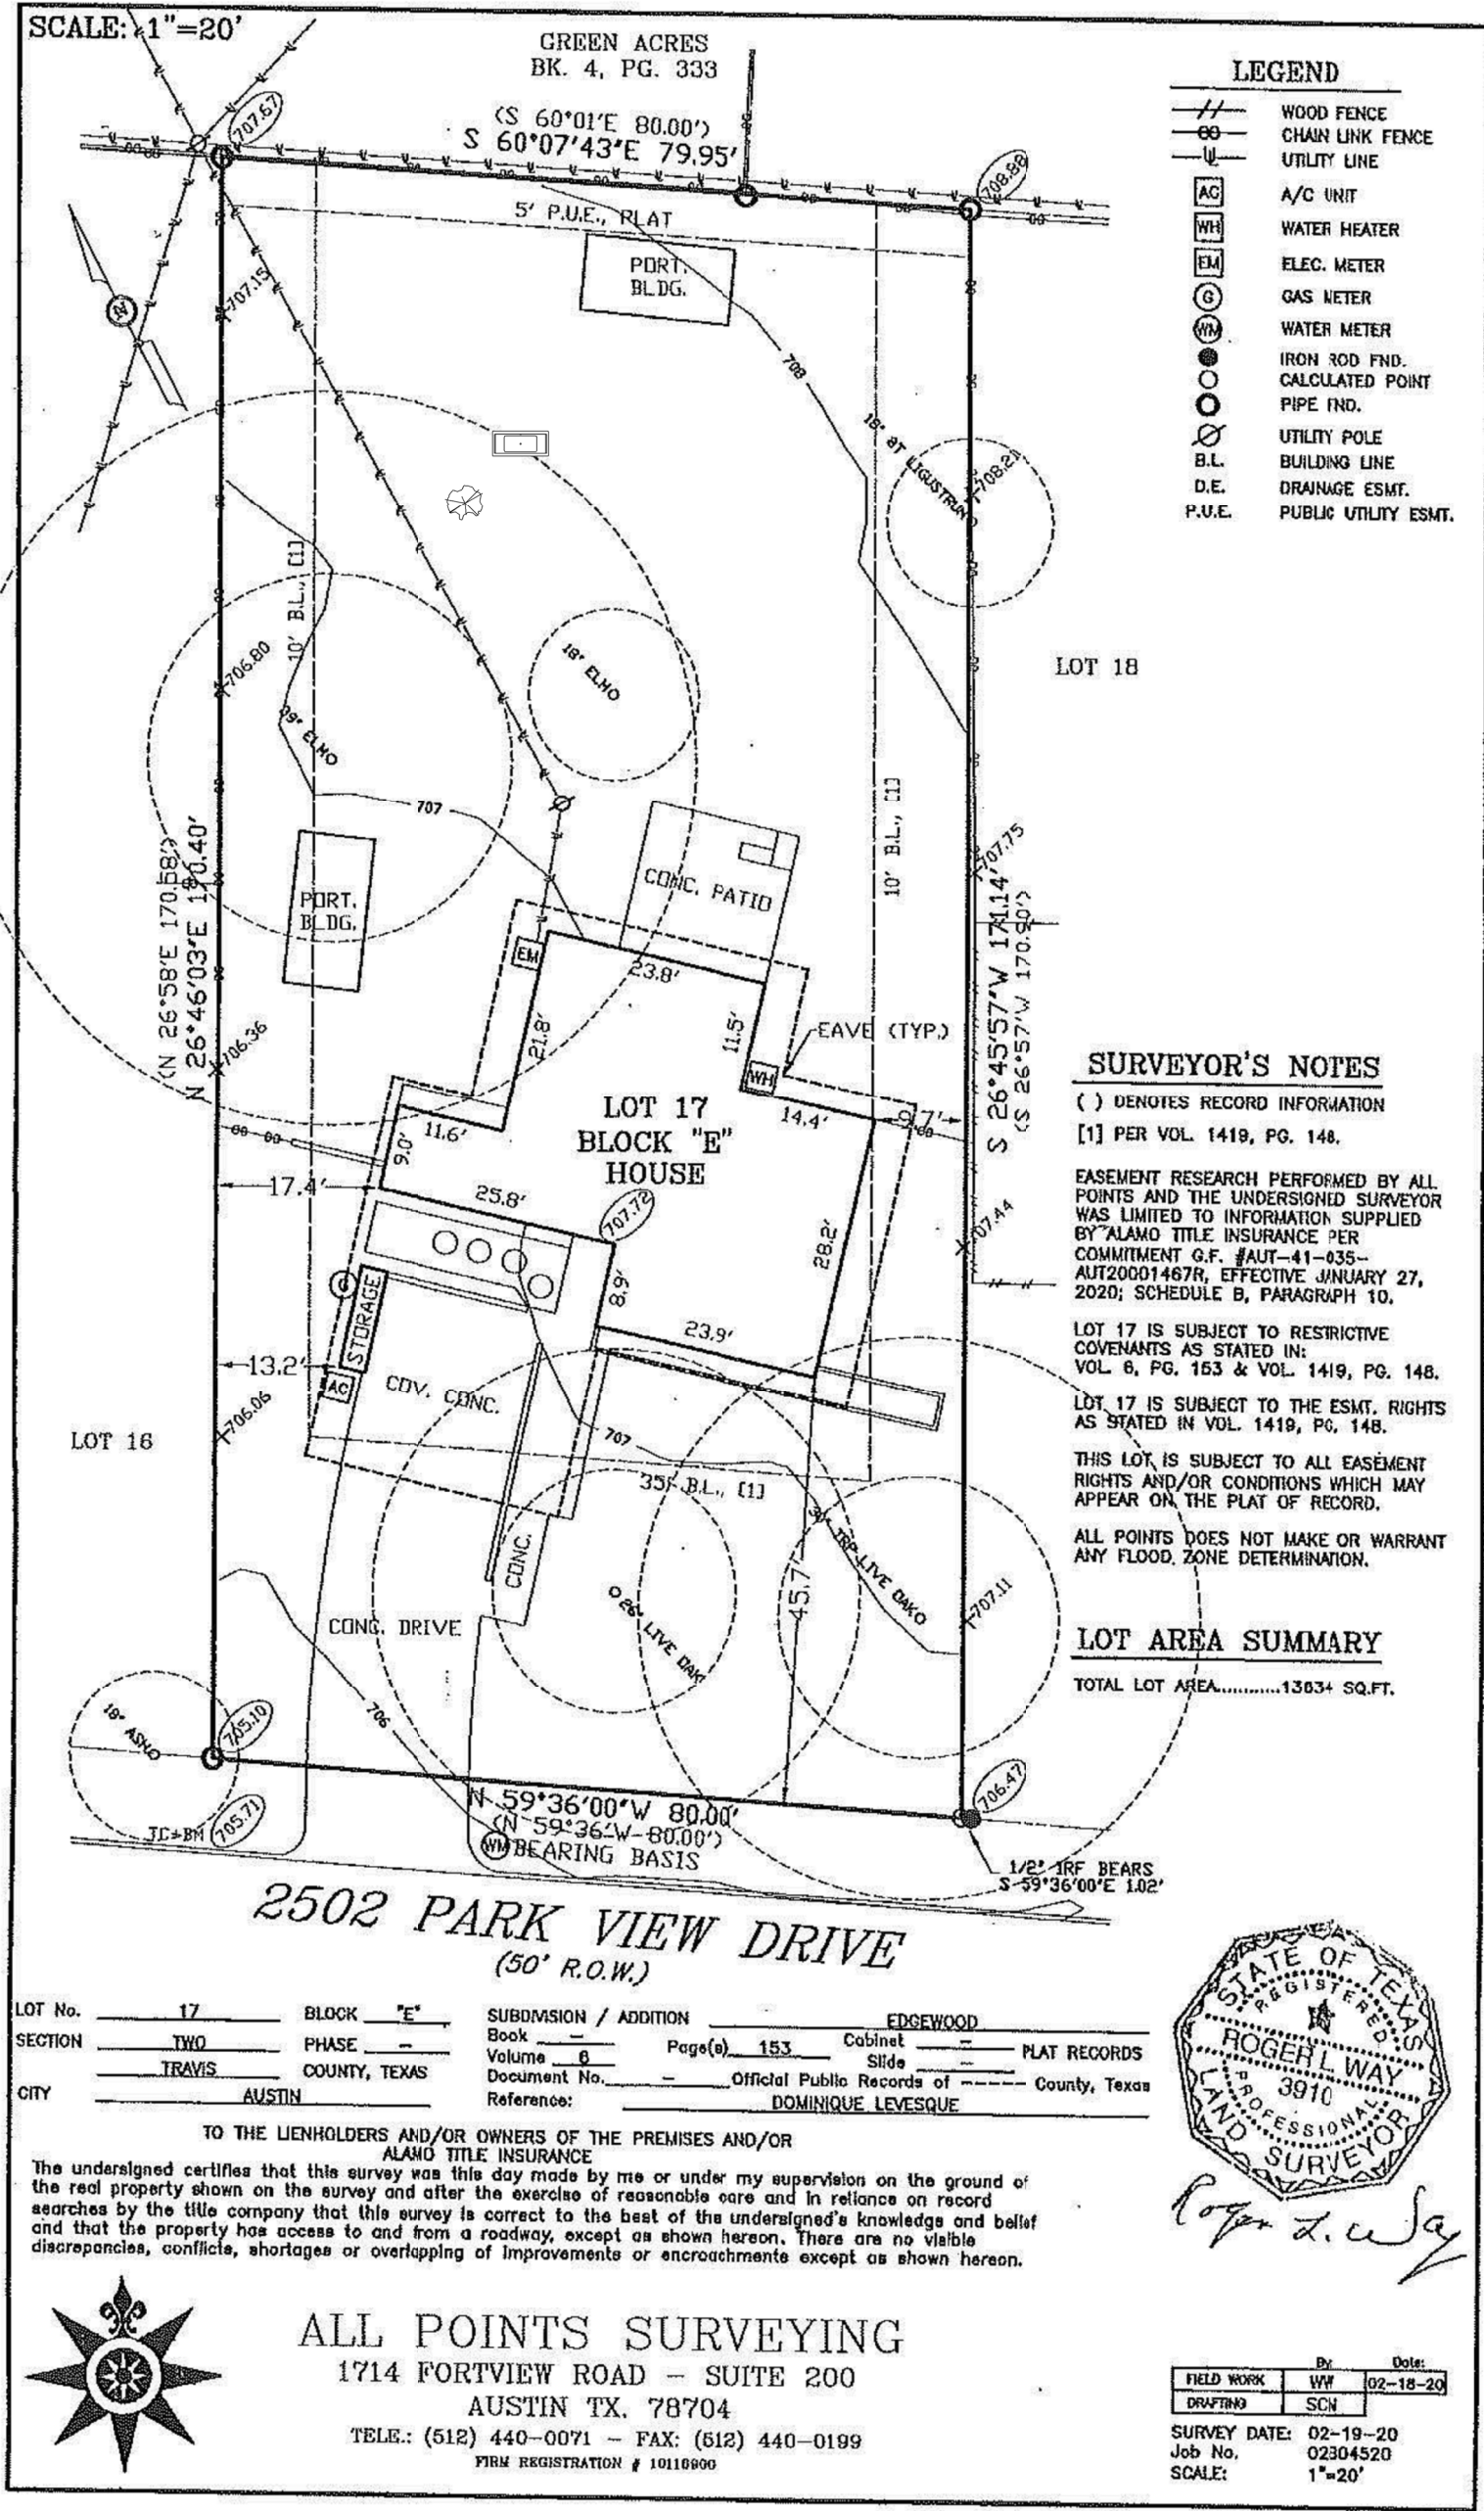 SCALE: 1"=20'
GREEN ACRES
BK. 4, PG. 333
(S 60°01'E 80.00')
S 60°07'43"E 79.95'
707.67
708.88
5' P.U.E., PLAT
PORT.
BLDG.
707.15
N
708
18" BT LIGUSTRUM
708.21
10' B.L., [1]
706.80
18" ELMO
LOT 18
39" ELMO
707
10' B.L., [1]
707.75
CONC. PATIO
PORT.
BLDG.
(N 26°58'E 170.58')
N 26°46'03"E 170.40'
S 26°45'57"W 171.14'
(S 26°57'W 170.90')
EM
23.8'
21.8'
11.5'
EAVE (TYP.)
706.36
WH
LOT 17
BLOCK "E"
HOUSE
14.4'
9.7'
11.6'
9.0'
17.4'
25.8'
707.72
707.44
28.2'
8.9'
G
STORAGE
23.9'
13.2'
AC
COV. CONC.
706.06
LOT 16
707
35' B.L., [1]
TRP LIVE OAKO
CONC.
45.7'
707.11
O 26" LIVE OAK
CONC. DRIVE
18" ASHO
705.10
706
706.47
N 59°36'00"W 80.00'
(N 59°36'W 80.00')
WM BEARING BASIS
TC=BM 705.71
1/2" IRF BEARS
S 59°36'00"E 1.02'
2502 PARK VIEW DRIVE
(50' R.O.W.)
LEGEND
WOOD FENCE
CHAIN LINK FENCE
UTILITY LINE
AC A/C UNIT
WH WATER HEATER
EM ELEC. METER
G GAS METER
WM WATER METER
IRON ROD FND.
CALCULATED POINT
PIPE FND.
UTILITY POLE
B.L. BUILDING LINE
D.E. DRAINAGE ESMT.
P.U.E. PUBLIC UTILITY ESMT.
SURVEYOR'S NOTES
( ) DENOTES RECORD INFORMATION
[1] PER VOL. 1419, PG. 148.
EASEMENT RESEARCH PERFORMED BY ALL
POINTS AND THE UNDERSIGNED SURVEYOR
WAS LIMITED TO INFORMATION SUPPLIED
BY ALAMO TITLE INSURANCE PER
COMMITMENT G.F. #AUT-41-035-
AUT20001467R, EFFECTIVE JANUARY 27,
2020; SCHEDULE B, PARAGRAPH 10.
LOT 17 IS SUBJECT TO RESTRICTIVE
COVENANTS AS STATED IN:
VOL. 6, PG. 153 & VOL. 1419, PG. 148.
LOT 17 IS SUBJECT TO THE ESMT. RIGHTS
AS STATED IN VOL. 1419, PG. 148.
THIS LOT IS SUBJECT TO ALL EASEMENT
RIGHTS AND/OR CONDITIONS WHICH MAY
APPEAR ON THE PLAT OF RECORD.
ALL POINTS DOES NOT MAKE OR WARRANT
ANY FLOOD ZONE DETERMINATION.
LOT AREA SUMMARY
TOTAL LOT AREA............13634 SQ.FT.
LOT No. 17 BLOCK "E" SUBDIVISION / ADDITION EDGEWOOD
SECTION TWO PHASE - Book - Page(s) 153 Cabinet - PLAT RECORDS
TRAVIS COUNTY, TEXAS Volume 6 Slide -
Document No. - Official Public Records of ----- County, Texas
CITY AUSTIN Reference: DOMINIQUE LEVESQUE
TO THE LIENHOLDERS AND/OR OWNERS OF THE PREMISES AND/OR
ALAMO TITLE INSURANCE
The undersigned certifies that this survey was this day made by me or under my supervision on the ground of
the real property shown on the survey and after the exercise of reasonable care and in reliance on record
searches by the title company that this survey is correct to the best of the undersigned's knowledge and belief
and that the property has access to and from a roadway, except as shown hereon. There are no visible
discrepancies, conflicts, shortages or overlapping of improvements or encroachments except as shown hereon.
STATE OF TEXAS
REGISTERED
ROGER L. WAY
3910
PROFESSIONAL
LAND SURVEYOR
Roger L. Way
ALL POINTS SURVEYING
1714 FORTVIEW ROAD - SUITE 200
AUSTIN TX. 78704
TELE.: (512) 440-0071 - FAX: (512) 440-0199
FIRM REGISTRATION # 10118900
By: Date:
FIELD WORK WW 02-18-20
DRAFTING SCN
SURVEY DATE: 02-19-20
Job No. 02304520
SCALE: 1"=20'